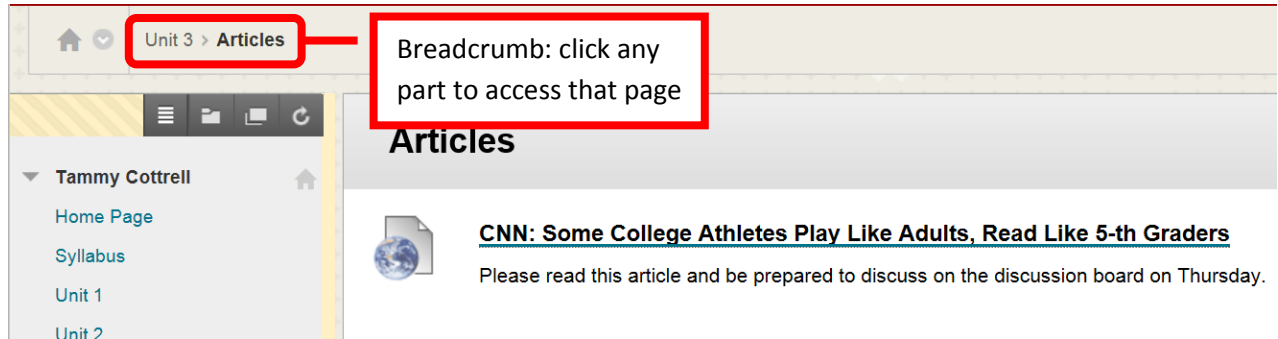 Unit 3 > Articles
Breadcrumb: click any
part to access that page
Articles
Tammy Cottrell
Home Page
Syllabus
Unit 1
Unit 2
CNN: Some College Athletes Play Like Adults, Read Like 5-th Graders
Please read this article and be prepared to discuss on the discussion board on Thursday.